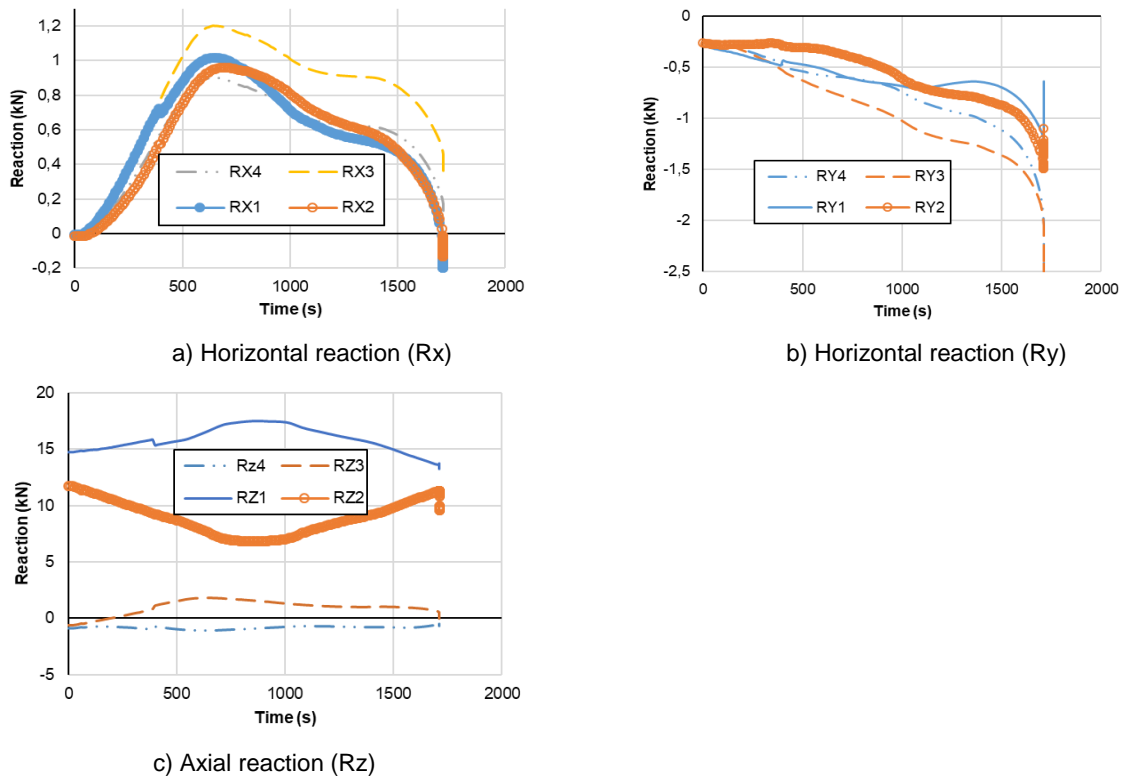 1,2
1
0,8
0,6
0,4
0,2
0
-0,2
Reaction (kN)
RX4 RX3
RX1 RX2
0 500 1000 1500 2000
Time (s)
a) Horizontal reaction (Rx)
-0
-0,5
-1
-1,5
-2
-2,5
Reaction (kN)
RY4 RY3
RY1 RY2
0 500 1000 1500 2000
Time (s)
b) Horizontal reaction (Ry)
20
15
10
5
0
-5
Reaction (kN)
Rz4 RZ3
RZ1 RZ2
0 500 1000 1500 2000
Time (s)
c) Axial reaction (Rz)